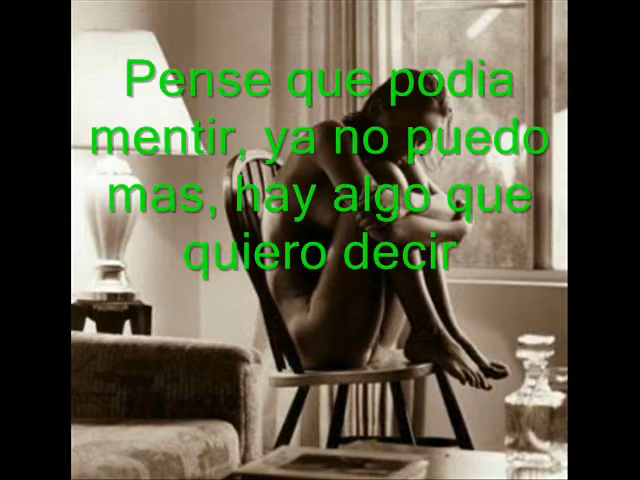 Pense que podia
mentir, ya no puedo
mas, hay algo que
quiero decir